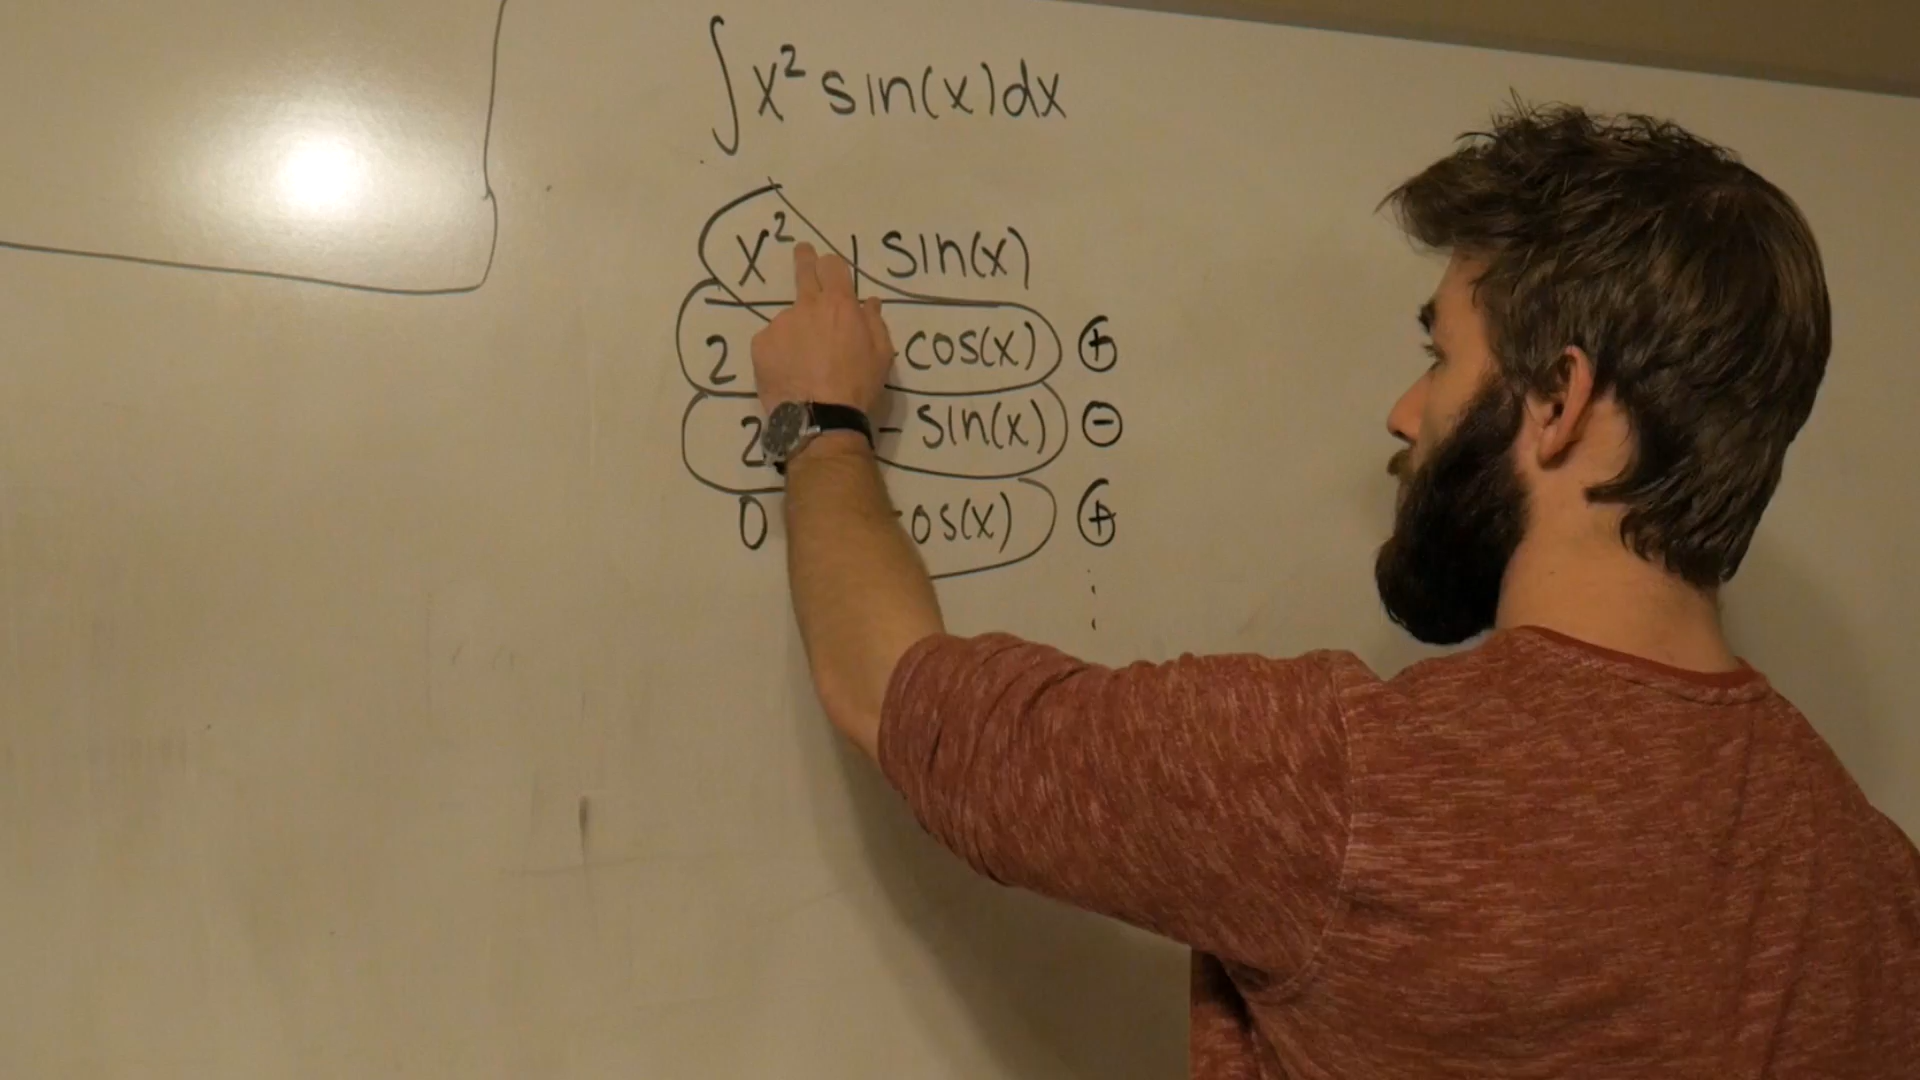 ∫x² sin(x)dx
x² | sin(x)
2 -cos(x) ⊕
2 - sin(x) ⊖
0 os(x) ⊕
⋮